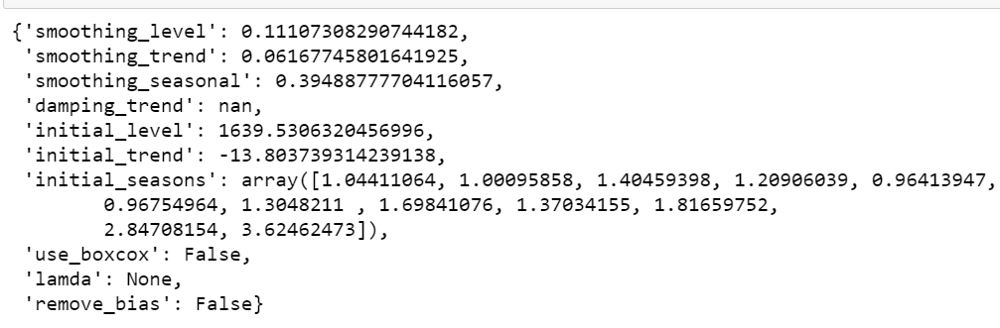 {'smoothing_level': 0.11107308290744182,
'smoothing_trend': 0.06167745801641925,
'smoothing_seasonal': 0.39488777704116057,
'damping_trend': nan,
'initial_level': 1639.5306320456996,
'initial_trend': -13.803739314239138,
'initial_seasons': array([1.04411064, 1.00095858, 1.40459398, 1.20906039, 0.96413947,
0.96754964, 1.3048211 , 1.69841076, 1.37034155, 1.81659752,
2.84708154, 3.62462473]),
'use_boxcox': False,
'lamda': None,
'remove_bias': False}